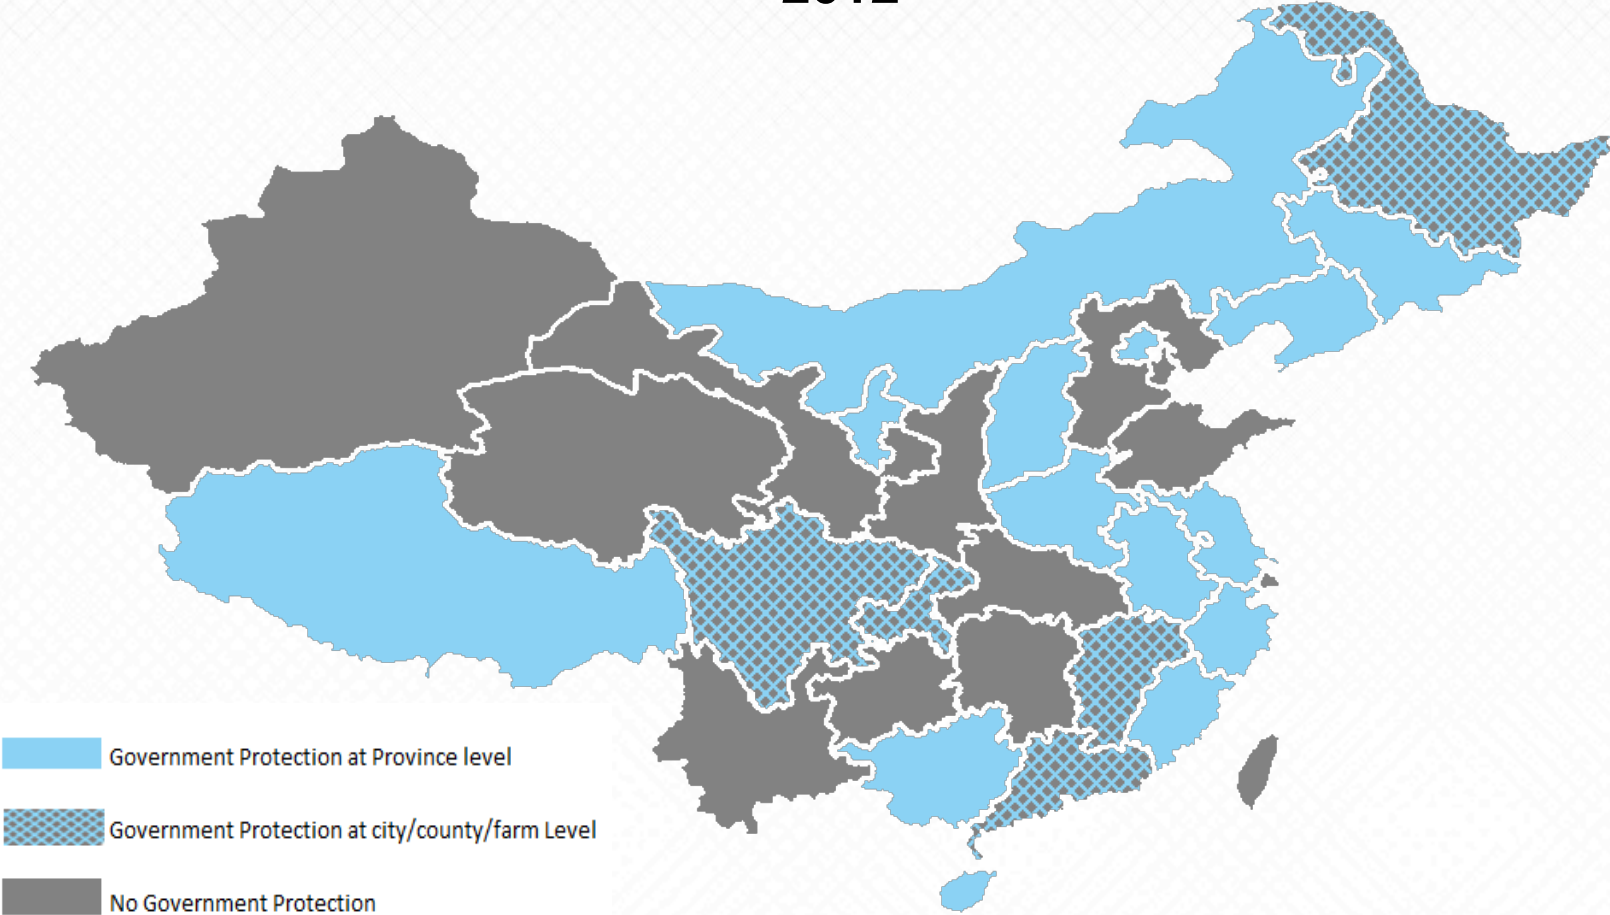 Government Protection at Province level
Government Protection at city/county/farm Level
No Government Protection